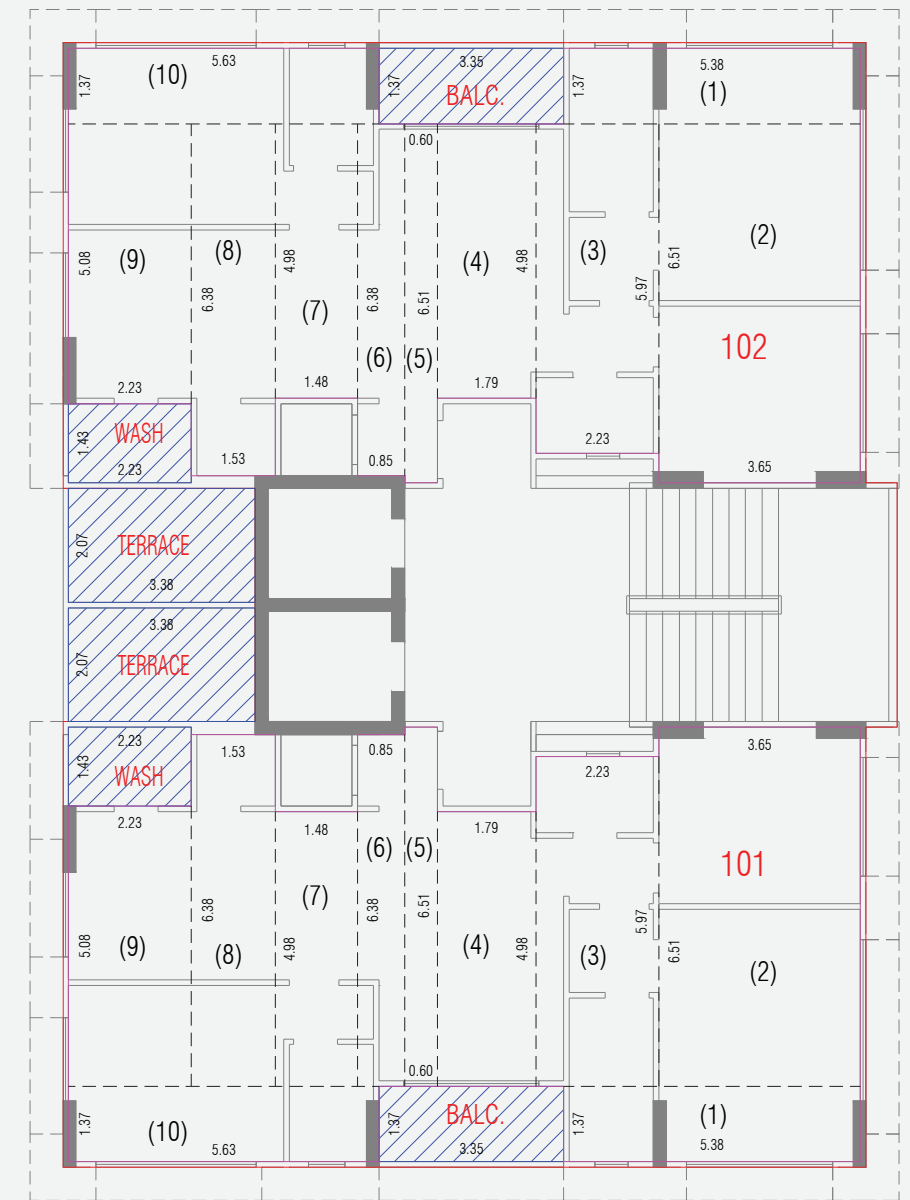 (10) 5.63 3.35 5.38
1.37 1.37 BALC. 1.37 (1)
0.60
(9) (8) 4.98 (4) 4.98 (3) (2)
5.08 6.38 (7) 6.38 6.51 5.97 6.51
(6) (5) 102
2.23 1.48 1.79
1.43 WASH 2.23
2.23 1.53 0.85 3.65
2.07 TERRACE
3.38
3.38
2.07 TERRACE
2.23 1.53 0.85 3.65
1.43 WASH 2.23
2.23 1.48 1.79
(6) (5) 101
6.38 (7) 6.38 6.51 5.97
5.08 (9) (8) 4.98 (4) 4.98 (3) 6.51 (2)
0.60
1.37 (10) 1.37 BALC. 1.37 (1)
5.63 3.35 5.38